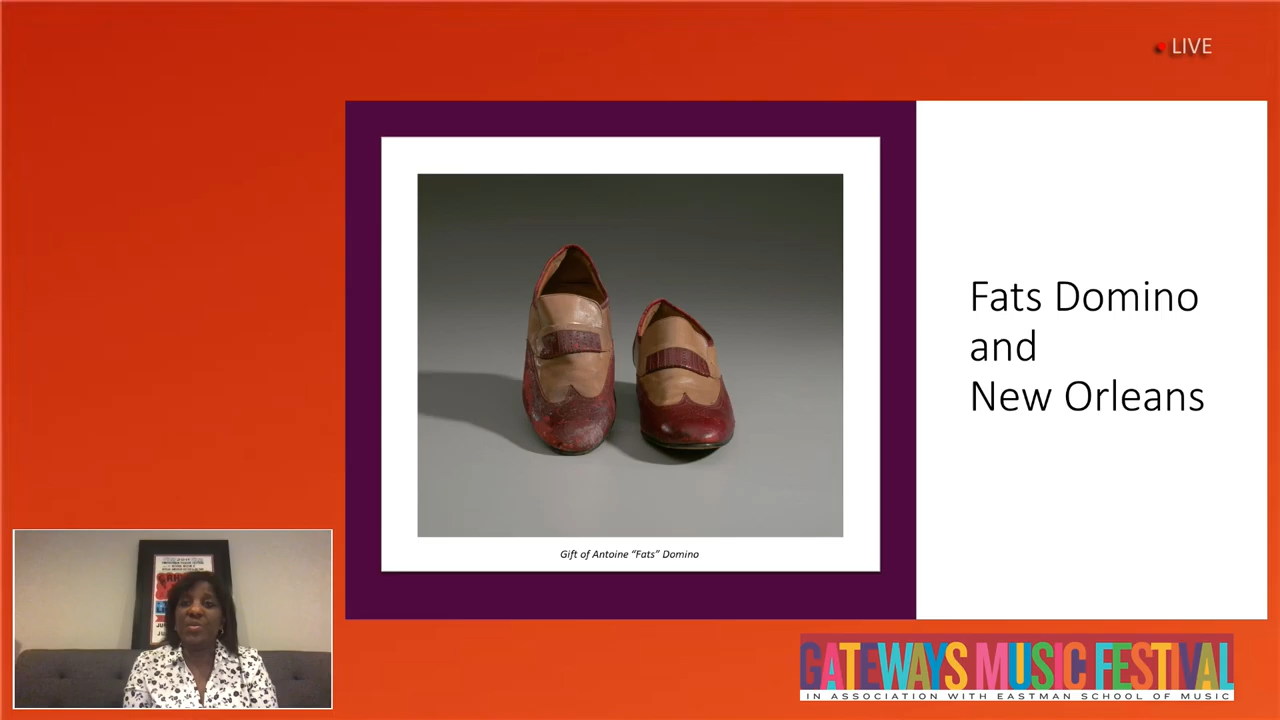 LIVE
Fats Domino
and
New Orleans
Gift of Antoine “Fats” Domino
GATEWAYS MUSIC FESTIVAL
IN ASSOCIATION WITH EASTMAN SCHOOL OF MUSIC